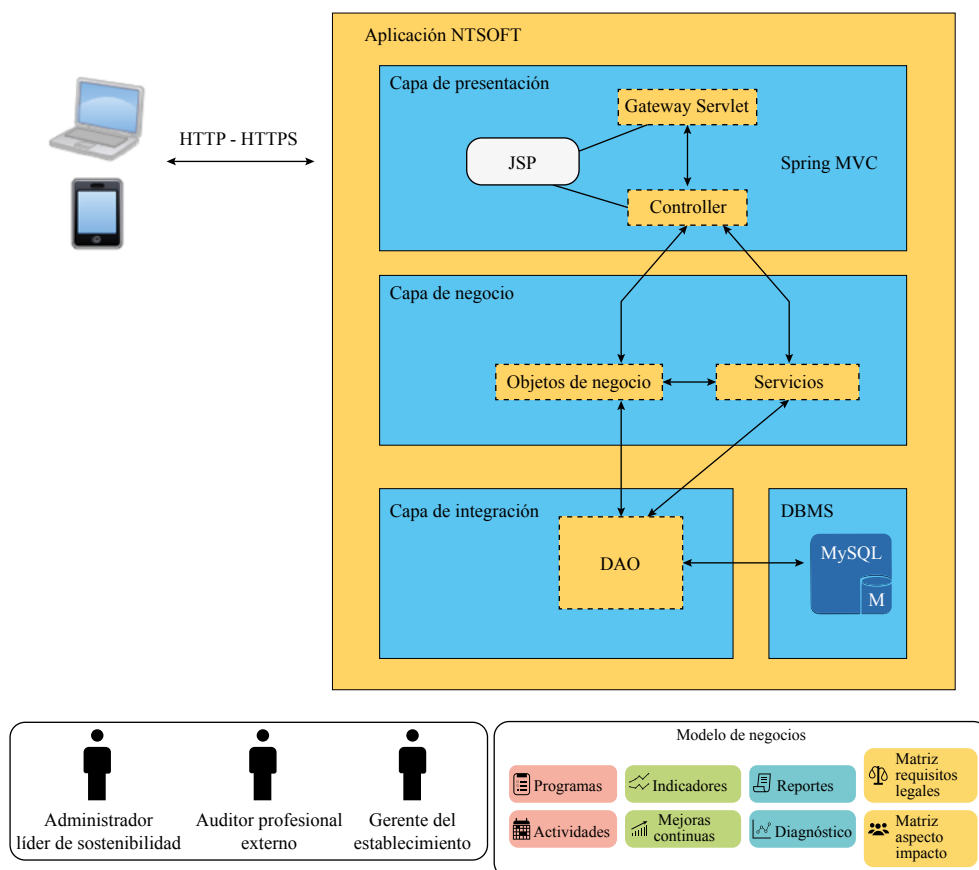 Aplicación NTSOFT
Capa de presentación
Gateway Servlet
HTTP - HTTPS
JSP
Spring MVC
Controller
Capa de negocio
Objetos de negocio
Servicios
Capa de integración
DBMS
MySQL
DAO
M
Modelo de negocios
Administrador
líder de sostenibilidad
Auditor profesional
externo
Gerente del
establecimiento
Programas
Indicadores
Reportes
Matriz
requisitos
legales
Actividades
Mejoras
continuas
Diagnóstico
Matriz
aspecto
impacto